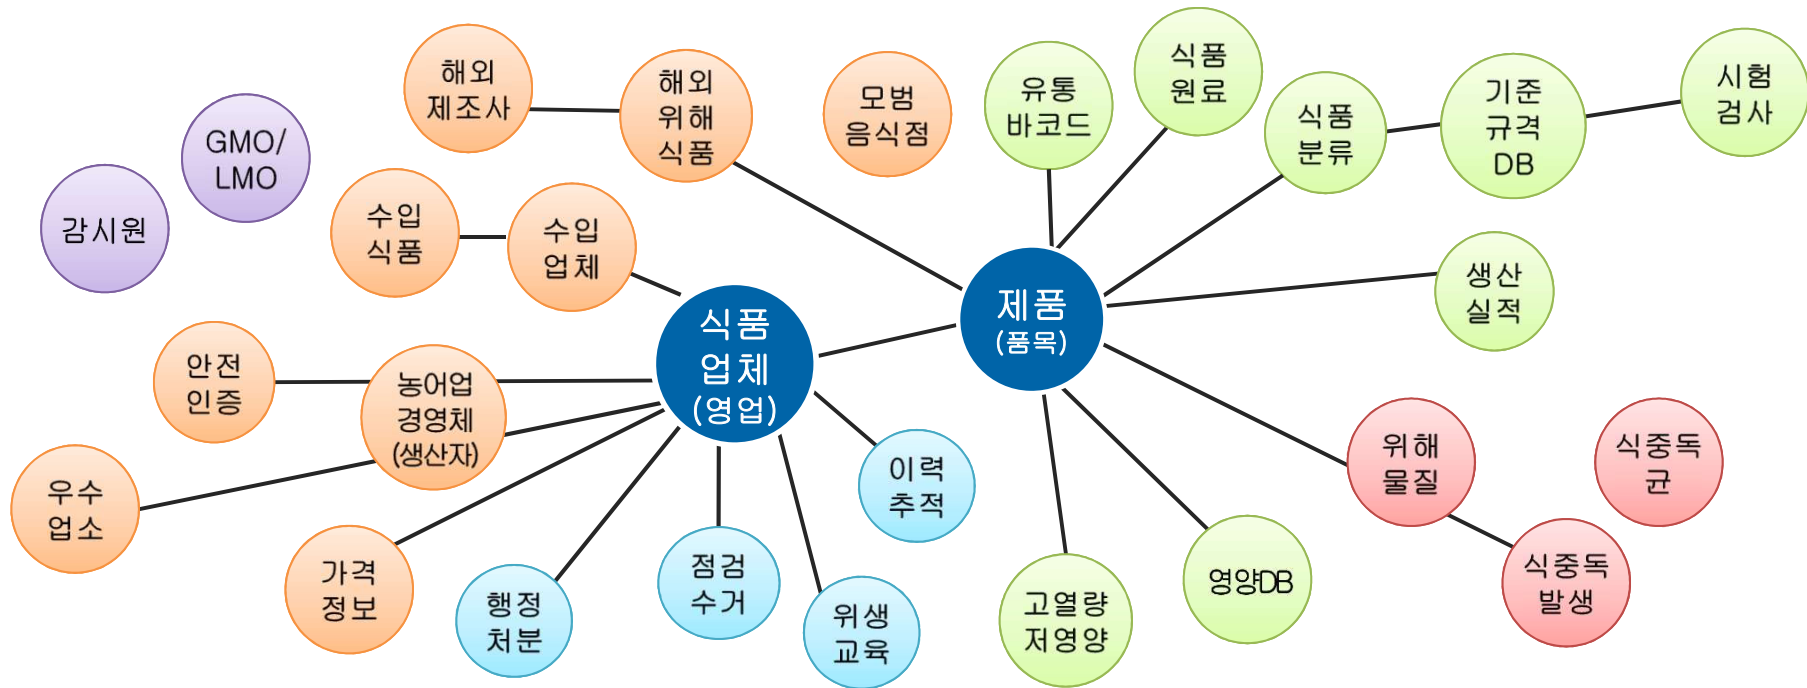 해외
제조사
해외
위해
식품
모범
음식점
유통
바코드
식품
원료
식품
분류
기준
규격
DB
시험
검사
GMO/
LMO
감시원
수입
식품
수입
업체
식품
업체
(영업)
제품
(품목)
생산
실적
안전
인증
농어업
경영체
(생산자)
우수
업소
가격
정보
행정
처분
점검
수거
위생
교육
이력
추적
고열량
저영양
영양DB
위해
물질
식중독
균
식중독
발생